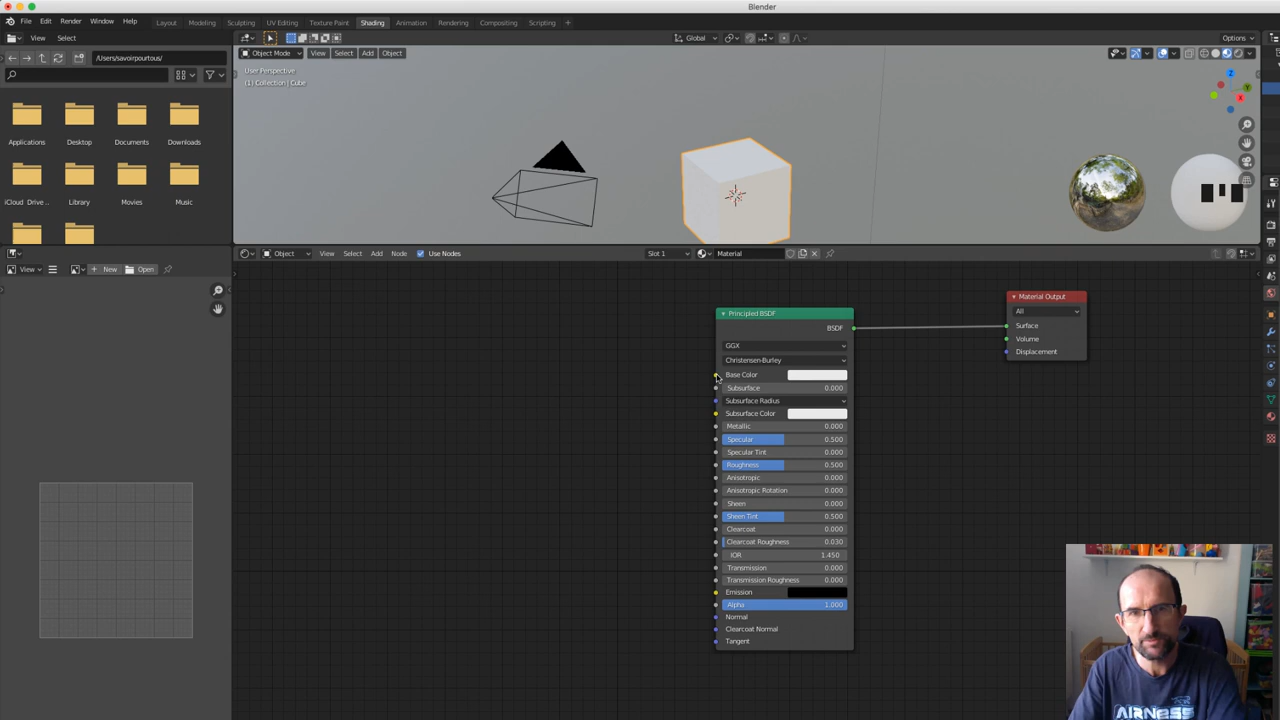 Blender
File Edit Render Window Help Layout Modeling Sculpting UV Editing Texture Paint Shading Animation Rendering Compositing Scripting +
View Select /Users/savoirpourtous/
Global Options
Object Mode View Select Add Object
User Perspective
(1) Collection | Cube
Applications Desktop Documents Downloads
iCloud Drive .. Library Movies Music
Z
Y
X
View New Open
Object View Select Add Node Use Nodes Slot 1 Material
Material Output
All
Surface
Volume
Displacement
Principled BSDF
BSDF
GGX
Christensen-Burley
Base Color
Subsurface 0.000
Subsurface Radius
Subsurface Color
Metallic 0.000
Specular 0.500
Specular Tint 0.000
Roughness 0.500
Anisotropic 0.000
Anisotropic Rotation 0.000
Sheen 0.000
Sheen Tint 0.500
Clearcoat 0.000
Clearcoat Roughness 0.030
IOR 1.450
Transmission 0.000
Transmission Roughness 0.000
Emission
Alpha 1.000
Normal
Clearcoat Normal
Tangent
AIRNESS